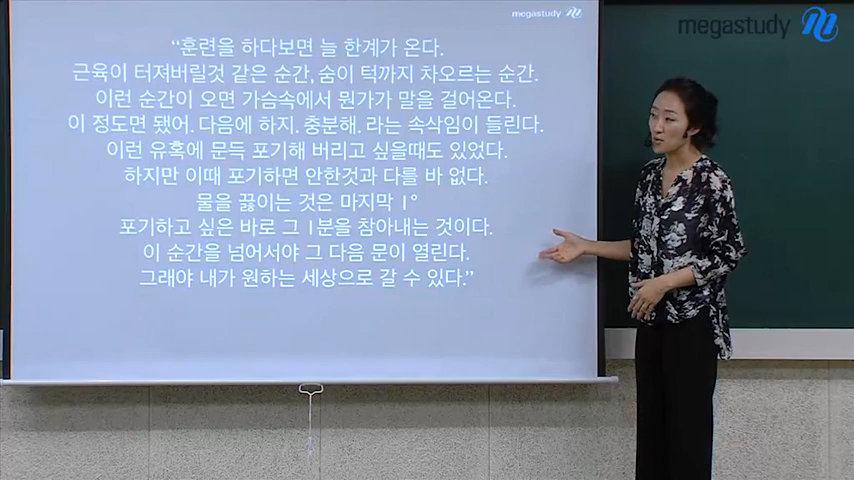 megastudy
megastudy
“훈련을 하다보면 늘 한계가 온다.
근육이 터져버릴것 같은 순간, 숨이 턱까지 차오르는 순간.
이런 순간이 오면 가슴속에서 뭔가가 말을 걸어온다.
이 정도면 됐어. 다음에 하지. 충분해. 라는 속삭임이 들린다.
이런 유혹에 문득 포기해 버리고 싶을때도 있었다.
하지만 이때 포기하면 안한것과 다를 바 없다.
물을 끓이는 것은 마지막 1°
포기하고 싶은 바로 그 1분을 참아내는 것이다.
이 순간을 넘어서야 그 다음 문이 열린다.
그래야 내가 원하는 세상으로 갈 수 있다.”